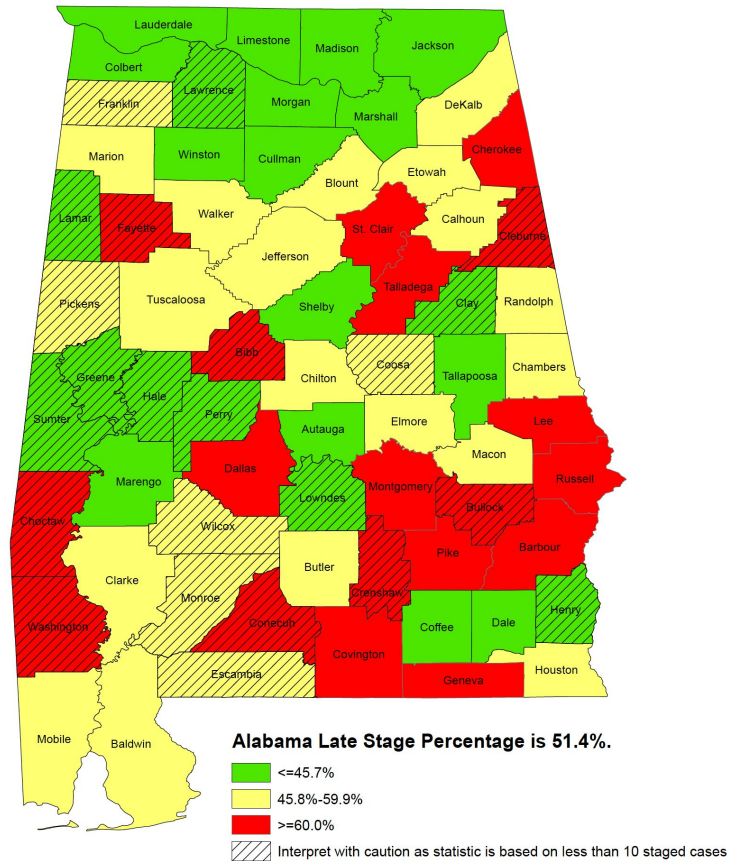 Lauderdale
Limestone
Madison
Jackson
Colbert
Lawrence
Franklin
Morgan
DeKalb
Marshall
Cherokee
Marion
Winston
Cullman
Etowah
Blount
Lamar
Fayette
Walker
Calhoun
St. Clair
Cleburne
Jefferson
Talladega
Pickens
Tuscaloosa
Shelby
Clay
Randolph
Bibb
Coosa
Chambers
Greene
Chilton
Tallapoosa
Hale
Sumter
Perry
Autauga
Elmore
Lee
Macon
Dallas
Marengo
Russell
Montgomery
Lowndes
Bullock
Choctaw
Wilcox
Pike
Barbour
Butler
Clarke
Crenshaw
Monroe
Henry
Washington
Conecuh
Coffee
Dale
Covington
Escambia
Houston
Geneva
Mobile
Baldwin
Alabama Late Stage Percentage is 51.4%.
<=45.7%
45.8%-59.9%
>=60.0%
Interpret with caution as statistic is based on less than 10 staged cases